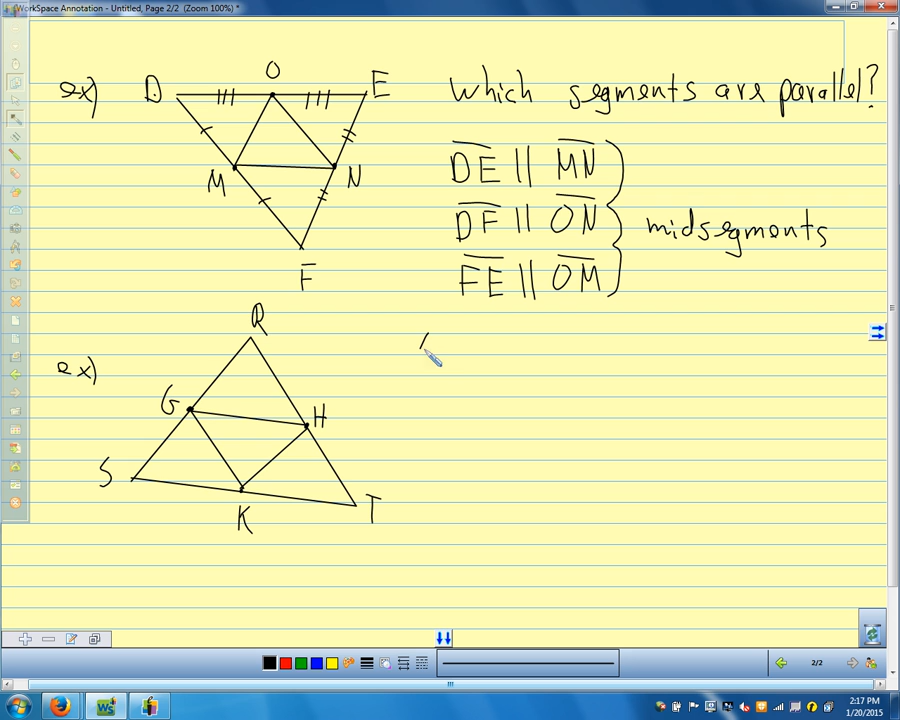 WorkSpace Annotation - Untitled, Page 2/2 (Zoom 100%) *
ex)
D
O
E
M
N
F
Which segments are parallel?
DE || MN
DF || ON
FE || OM
midsegments
ex)
R
G
H
S
K
T
2/2
2:17 PM
1/20/2015